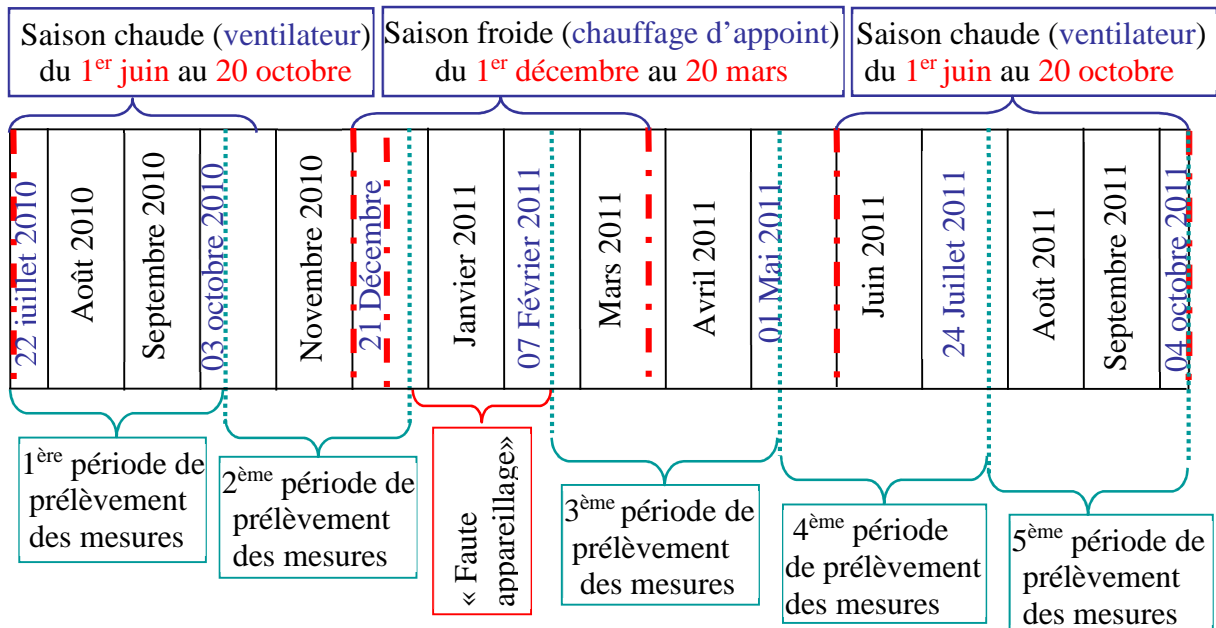 Saison chaude (ventilateur)
du 1er juin au 20 octobre
Saison froide (chauffage d’appoint)
du 1er décembre au 20 mars
Saison chaude (ventilateur)
du 1er juin au 20 octobre
22 juillet 2010
Août 2010
Septembre 2010
03 octobre 2010
Novembre 2010
21 Décembre
Janvier 2011
07 Février 2011
Mars 2011
Avril 2011
01 Mai 2011
Juin 2011
24 Juillet 2011
Août 2011
Septembre 2011
04 octobre 2011
1ère période de
prélèvement
des mesures
2ème période de
prélèvement
des mesures
« Faute
appareillage»
3ème période de
prélèvement
des mesures
4ème période
de prélèvement
des mesures
5ème période de
prélèvement
des mesures